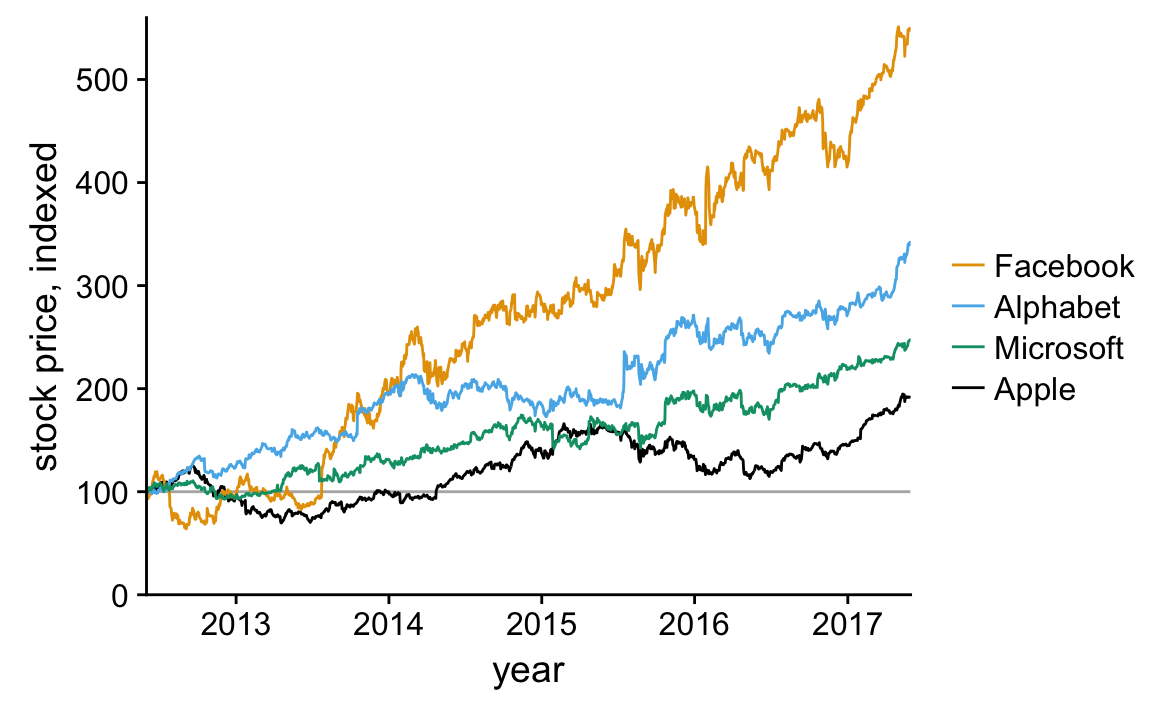 stock price, indexed
500
400
300
200
100
0
2013 2014 2015 2016 2017
year
Facebook
Alphabet
Microsoft
Apple